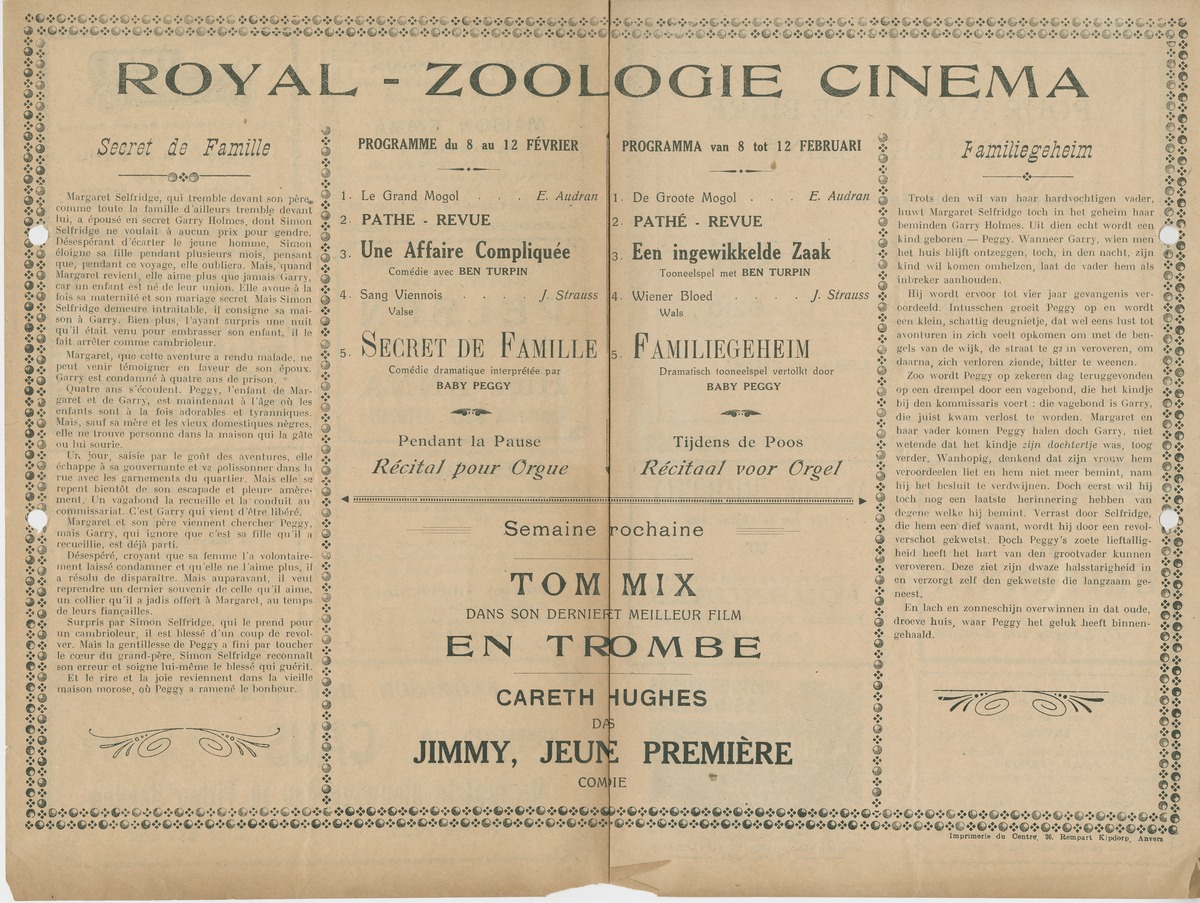 ROYAL - ZOOLOGIE CINEMA
Secret de Famille
Margaret Selfridge, qui tremble devant son père,
comme toute la famille d'ailleurs tremble devant
lui, a épousé en secret Garry Holmes, dont Simon
Selfridge ne voulait à aucun prix pour gendre.
Désespérant d'écarter le jeune homme, Simon
éloigne sa fille pendant plusieurs mois, pensant
que, pendant ce voyage, elle oubliera. Mais, quand
Margaret revient, elle aime plus que jamais Garry,
car un enfant est né de leur union. Elle avoue à la
fois sa maternité et son mariage secret Mais Simon
Selfridge demeure intraitable, il consigne sa mai-
son à Garry. Bien plus, l'ayant surpris une nuit
qu'il était venu pour embrasser son enfant, il le
fait arrêter comme cambrioleur.
Margaret, que cette aventure a rendu malade, ne
peut venir témoigner en faveur de son époux.
Garry est condamné à quatre ans de prison.
Quatre ans s'écoulent. Peggy, l'enfant de Mar-
garet et de Garry, est maintenant à l'âge où les
enfants sont à la fois adorables et tyranniques.
Mais, sauf sa mère et les vieux domestiques nègres,
elle ne trouve personne dans la maison qui la gâte
ou lui sourie.
Un jour, saisie par le goût des aventures, elle
échappe à sa gouvernante et va polissonner dans la
rue avec les garnements du quartier. Mais elle se
repent bientôt de son escapade et pleure amère-
ment. Un vagabond la recueille et la conduit au
commissariat. C'est Garry qui vient d'être libéré.
Margaret et son père viennent chercher Peggy,
mais Garry, qui ignore que c'est sa fille qu'il a
recueillie, est déjà parti.
Désespéré, croyant que sa femme l'a volontaire-
ment laissé condamner et qu'elle ne l'aime plus, il
a résolu de disparaître. Mais auparavant, il veut
reprendre un dernier souvenir de celle qu'il aime,
un collier qu'il a jadis offert à Margaret, au temps
de leurs fiançailles.
Surpris par Simon Selfridge, qui le prend pour
un cambrioleur, il est blessé d'un coup de revol-
ver. Mais la gentillesse de Peggy a fini par toucher
le cœur du grand-père, Simon Selfridge reconnaît
son erreur et soigne lui-même le blessé qui guérit.
Et le rire et la joie reviennent dans la vieille
maison morose, où Peggy a ramené le bonheur.
PROGRAMME du 8 au 12 FÉVRIER
1. Le Grand Mogol . . E. Audran
2. PATHE - REVUE
3. Une Affaire Compliquée
Comédie avec BEN TURPIN
4. Sang Viennois . . . . J. Strauss
Valse
5. SECRET DE FAMILLE
Comédie dramatique interprétée par
BABY PEGGY
Pendant la Pause
Récital pour Orgue
PROGRAMMA van 8 tot 12 FEBRUARI
1. De Groote Mogol . . E. Audran
2. PATHÉ - REVUE
3. Een ingewikkelde Zaak
Tooneelspel met BEN TURPIN
4. Wiener Bloed . . . J. Strauss
Wals
5. FAMILIEGEHEIM
Dramatisch tooneelspel vertolkt door
BABY PEGGY
Tijdens de Poos
Récitaal voor Orgel
Semaine rochaine
TOM MIX
DANS SON DERNIER ET MEILLEUR FILM
EN TROMBE
CARETH HUGHES
DAS
JIMMY, JEUNE PREMIÈRE
COMDIE
Familiegeheim
Trots den wil van haar hardvochtigen vader,
huwt Margaret Selfridge toch in het geheim haar
beminden Garry Holmes. Uit dien echt wordt een
kind geboren — Peggy. Wanneer Garry, wien men
het huis blijft ontzeggen, toch, in den nacht, zijn
kind wil komen omhelzen, laat de vader hem als
inbreker aanhouden.
Hij wordt ervoor tot vier jaar gevangenis ver-
oordeeld. Intusschen groeit Peggy op en wordt
een klein, schattig deugnietje, dat wel eens lust tot
avonturen in zich voelt opkomen om met de ben-
gels van de wijk, de straat te gaan veroveren, om
daarna, zich verloren ziende, bitter te weenen.
Zoo wordt Peggy op zekeren dag teruggevonden
op een drempel door een vagebond, die het kindje
bij den kommissaris voert : die vagebond is Garry,
die juist kwam verlost te worden. Margaret en
haar vader komen Peggy halen doch Garry, niet
wetende dat het kindje zijn dochtertje was, toog
verder. Wanhopig, denkend dat zijn vrouw hem
veroordeelen liet en hem niet meer bemint, nam
hij het besluit te verdwijnen. Doch eerst wil hij
toch nog een laatste herinnering hebben van
degene welke hij bemint. Verrast door Selfridge,
die hem een dief waant, wordt hij door een revol-
verschot gekwetst. Doch Peggy's zoete lieftallig-
heid heeft het hart van den grootvader kunnen
veroveren. Deze ziet zijn dwaze halsstarigheid in
en verzorgt zelf den gekwetste die langzaam ge-
neest.
En lach en zonneschijn overwinnen in dat oude,
droeve huis, waar Peggy het geluk heeft binnen-
gehaald.
Imprimerie du Centre, 26, Rempart Kipdorp, Anvers